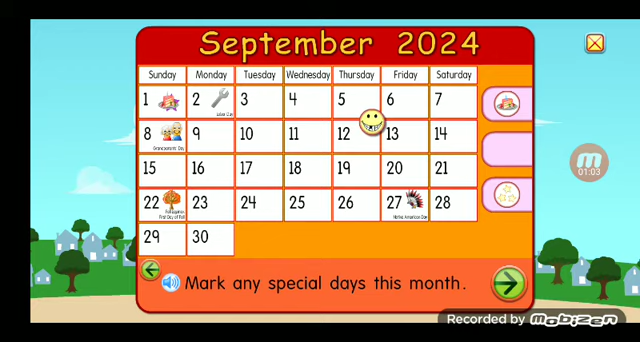 September 2024
Sunday Monday Tuesday Wednesday Thursday Friday Saturday
1 2 3 4 5 6 7
Labor Day
8 9 10 11 12 13 14
Grandparents' Day
15 16 17 18 19 20 21
22 23 24 25 26 27 28
First Day of Fall Native American Day
29 30
Mark any special days this month.
01:03
Recorded by Mobizen